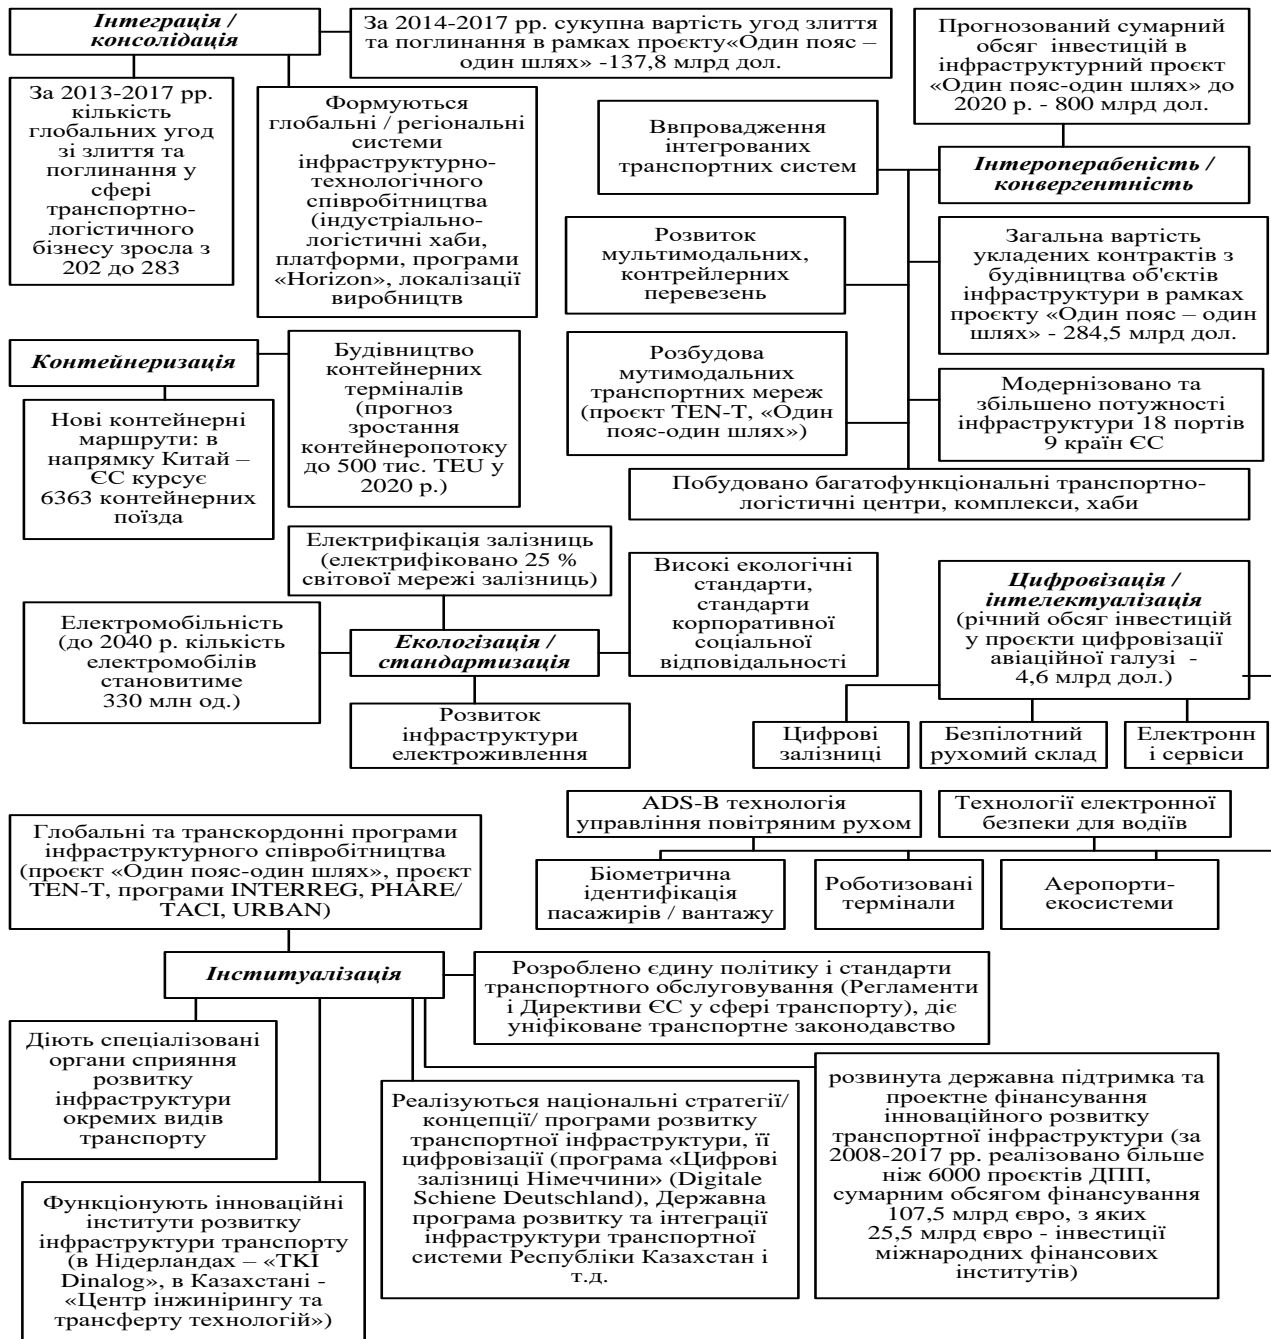 Інтеграція /
консолідація
За 2014-2017 рр. сукупна вартість угод злиття
та поглинання в рамках проєкту«Один пояс –
один шлях» -137,8 млрд дол.
Прогнозований сумарний
обсяг інвестицій в
інфраструктурний проєкт
«Один пояс-один шлях» до
2020 р. - 800 млрд дол.
За 2013-2017 рр.
кількість
глобальних угод
зі злиття та
поглинання у
сфері
транспортно-
логістичного
бізнесу зросла з
202 до 283
Формуються
глобальні / регіональні
системи
інфраструктурно-
технологічного
співробітництва
(індустріально-
логістичні хаби,
платформи, програми
«Horizon», локалізації
виробництв
Ввпровадження
інтегрованих
транспортних систем
Інтероперабеність /
конвергентність
Розвиток
мультимодальних,
контрейлерних
перевезень
Загальна вартість
укладених контрактів з
будівництва об'єктів
інфраструктури в рамках
проєкту «Один пояс – один
шлях» - 284,5 млрд дол.
Контейнеризація
Будівництво
контейнерних
терміналів
(прогноз
зростання
контейнеропотоку
до 500 тис. TEU у
2020 р.)
Розбудова
мутимодальних
транспортних мереж
(проєкт TEN-T, «Один
пояс-один шлях»)
Модернізовано та
збільшено потужності
інфраструктури 18 портів
9 країн ЄС
Нові контейнерні
маршрути: в
напрямку Китай –
ЄС курсує
6363 контейнерних
поїзда
Побудовано багатофункціональні транспортно-
логістичні центри, комплекси, хаби
Електрифікація залізниць
(електрифіковано 25 %
світової мережі залізниць)
Високі екологічні
стандарти,
стандарти
корпоративної
соціальної
відповідальності
Цифровізація /
інтелектуалізація
(річний обсяг інвестицій
у проєкти цифровізації
авіаційної галузі -
4,6 млрд дол.)
Електромобільність
(до 2040 р. кількість
електромобілів
становитиме
330 млн од.)
Екологізація /
стандартизація
Розвиток
інфраструктури
електроживлення
Цифрові
залізниці
Безпілотний
рухомий склад
Електронн
і сервіси
ADS-B технологія
управління повітряним рухом
Технології електронної
безпеки для водіїв
Глобальні та транскордонні програми
інфраструктурного співробітництва
(проєкт «Один пояс-один шлях», проєкт
TEN-T, програми INTERREG, PHARE/
TACI, URBAN)
Біометрична
ідентифікація
пасажирів / вантажу
Роботизовані
термінали
Аеропорти-
екосистеми
Інституалізація
Розроблено єдину політику і стандарти
транспортного обслуговування (Регламенти
і Директиви ЄС у сфері транспорту), діє
уніфіковане транспортне законодавство
Діють спеціалізовані
органи сприяння
розвитку
інфраструктури
окремих видів
транспорту
Реалізуються національні стратегії/
концепції/ програми розвитку
транспортної інфраструктури, її
цифровізації (програма «Цифрові
залізниці Німеччини» (Digitale
Schiene Deutschland), Державна
програма розвитку та інтеграції
інфраструктури транспортної
системи Республіки Казахстан і
т.д.
розвинута державна підтримка та
проектне фінансування
інноваційного розвитку
транспортної інфраструктури (за
2008-2017 рр. реалізовано більше
ніж 6000 проєктів ДПП,
сумарним обсягом фінансування
107,5 млрд євро, з яких
25,5 млрд євро - інвестиції
міжнародних фінансових
інститутів)
Функціонують інноваційні
інститути розвитку
інфраструктури транспорту
(в Нідерландах – «TKI
Dinalog», в Казахстані -
«Центр інжинірингу та
трансферту технологій»)